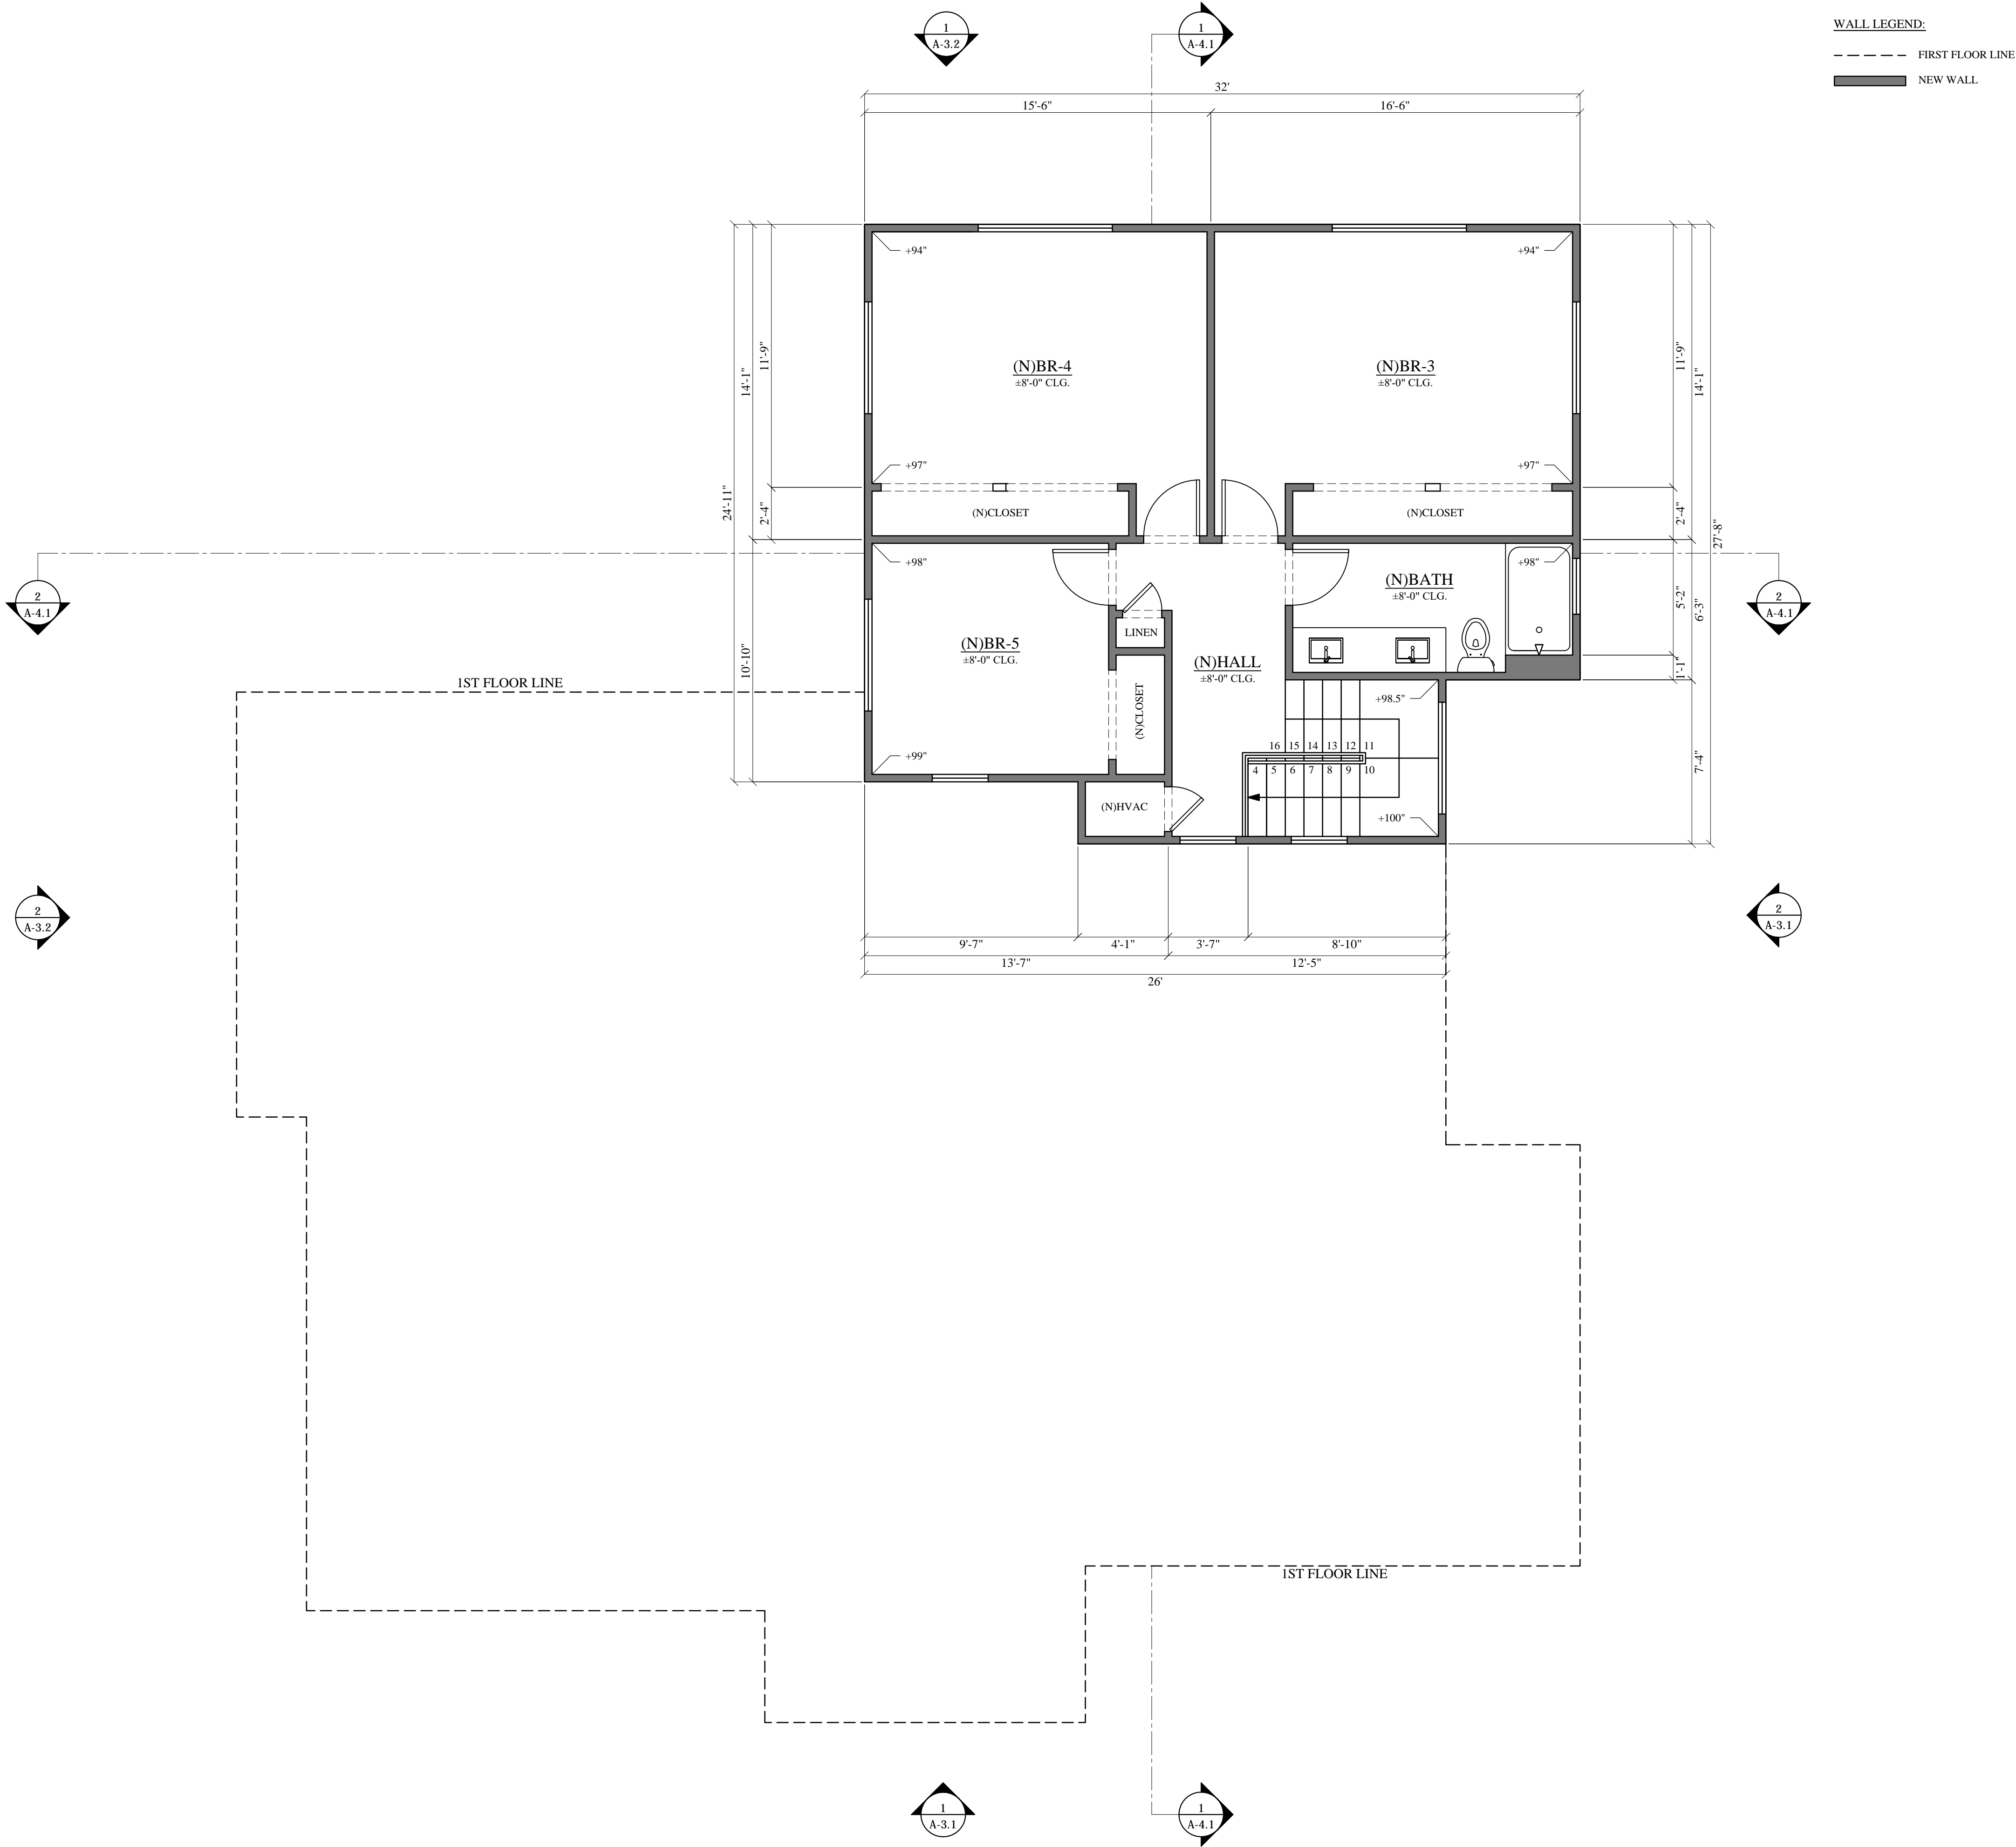 1
A-3.2
1
A-4.1
WALL LEGEND:
FIRST FLOOR LINE
NEW WALL
32'
15'-6"
16'-6"
+94"
+94"
11'-9"
14'-1"
24'-11"
2'-4"
10'-10"
(N)BR-4
±8'-0" CLG.
(N)BR-3
±8'-0" CLG.
11'-9"
14'-1"
27'-8"
2'-4"
5'-2"
6'-3"
1'-1"
7'-4"
+97"
+97"
(N)CLOSET
(N)CLOSET
+98"
+98"
(N)BATH
±8'-0" CLG.
2
A-4.1
2
A-4.1
LINEN
(N)BR-5
±8'-0" CLG.
(N)HALL
±8'-0" CLG.
(N)CLOSET
1ST FLOOR LINE
+98.5"
16 15 14 13 12 11
4 5 6 7 8 9 10
+99"
(N)HVAC
+100"
2
A-3.2
2
A-3.1
9'-7"
4'-1"
3'-7"
8'-10"
13'-7"
12'-5"
26'
1ST FLOOR LINE
1
A-3.1
1
A-4.1